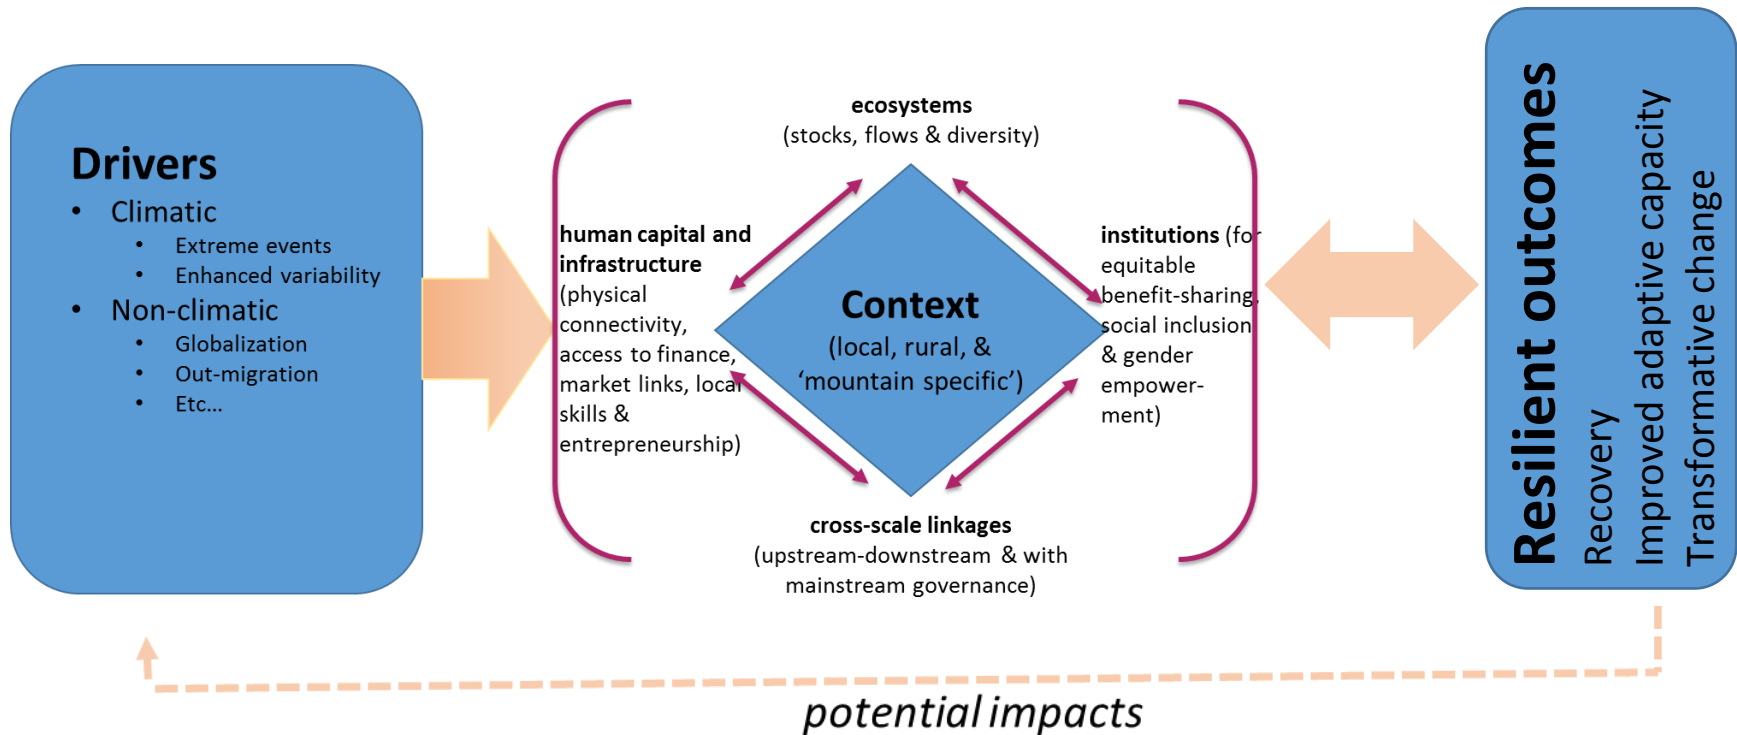 Drivers
• Climatic
• Extreme events
• Enhanced variability
• Non-climatic
• Globalization
• Out-migration
• Etc...
ecosystems
(stocks, flows & diversity)
human capital and
infrastructure
(physical
connectivity,
access to finance,
market links, local
skills &
entrepreneurship)
Context
(local, rural, &
‘mountain specific’)
institutions (for
equitable
benefit-sharing,
social inclusion
& gender
empower-
ment)
cross-scale linkages
(upstream-downstream & with
mainstream governance)
Resilient outcomes
Recovery
Improved adaptive capacity
Transformative change
potential impacts